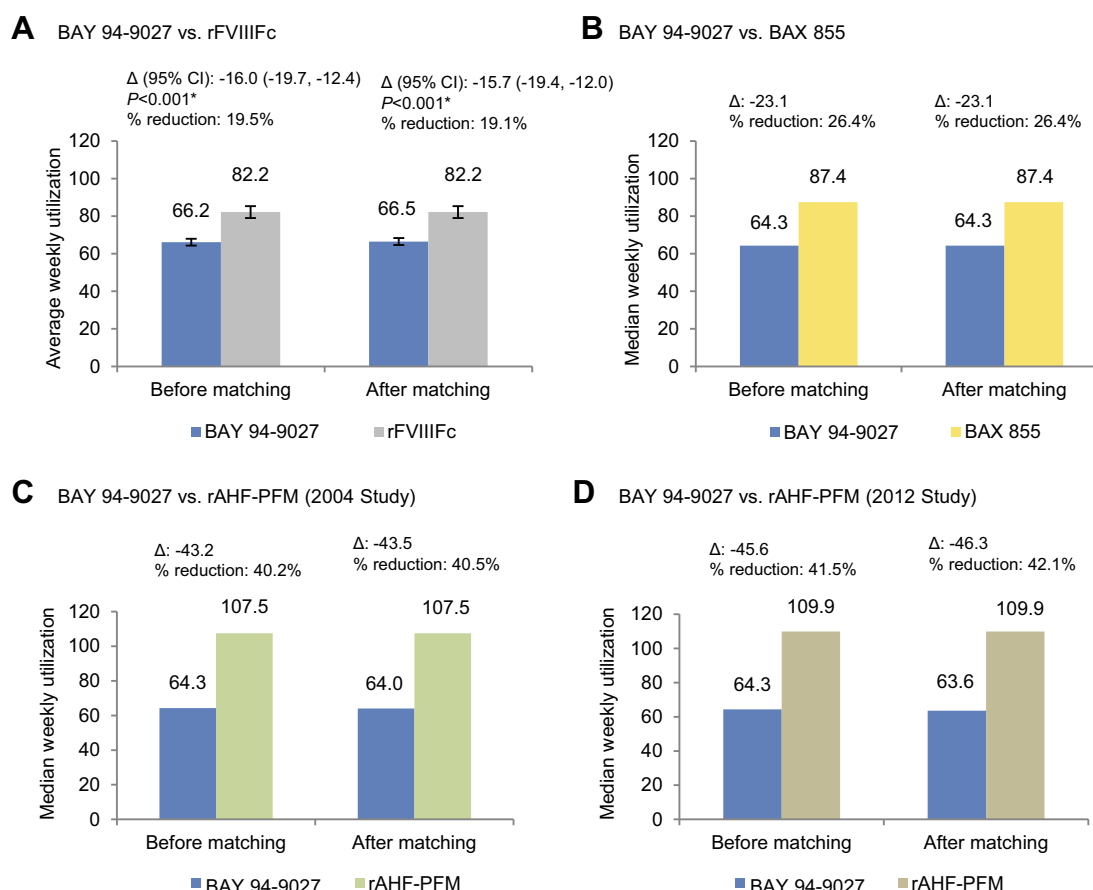 A BAY 94-9027 vs. rFVIIIFc
Δ (95% CI): -16.0 (-19.7, -12.4)
P<0.001*
% reduction: 19.5%
Δ (95% CI): -15.7 (-19.4, -12.0)
P<0.001*
% reduction: 19.1%
Average weekly utilization
120
100
80
60
40
20
0
66.2
82.2
66.5
82.2
Before matching
After matching
BAY 94-9027
rFVIIIFc
B BAY 94-9027 vs. BAX 855
Δ: -23.1
% reduction: 26.4%
Δ: -23.1
% reduction: 26.4%
Median weekly utilization
120
100
80
60
40
20
0
64.3
87.4
64.3
87.4
Before matching
After matching
BAY 94-9027
BAX 855
C BAY 94-9027 vs. rAHF-PFM (2004 Study)
Δ: -43.2
% reduction: 40.2%
Δ: -43.5
% reduction: 40.5%
Median weekly utilization
120
100
80
60
40
20
0
64.3
107.5
64.0
107.5
Before matching
After matching
BAY 94-9027
rAHF-PFM
D BAY 94-9027 vs. rAHF-PFM (2012 Study)
Δ: -45.6
% reduction: 41.5%
Δ: -46.3
% reduction: 42.1%
Median weekly utilization
120
100
80
60
40
20
0
64.3
109.9
63.6
109.9
Before matching
After matching
BAY 94-9027
rAHF-PFM